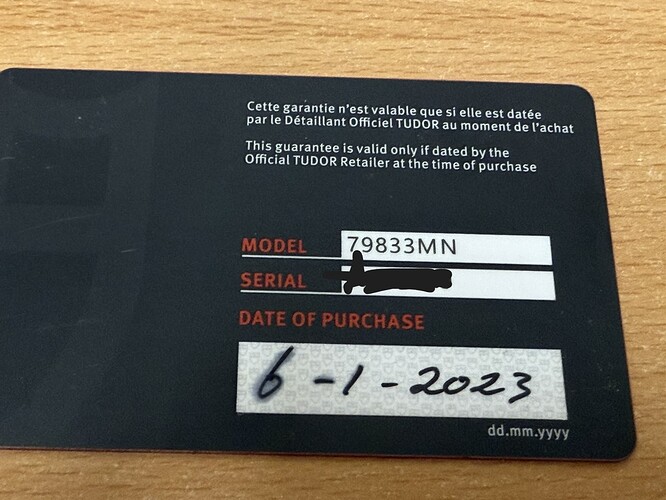 Cette garantie n'est valable que si elle est datée
par le Détaillant Officiel TUDOR au moment de l'achat
This guarantee is valid only if dated by the
Official TUDOR Retailer at the time of purchase
MODEL 79833MN
SERIAL
DATE OF PURCHASE
6-1-2023
dd.mm.yyyy